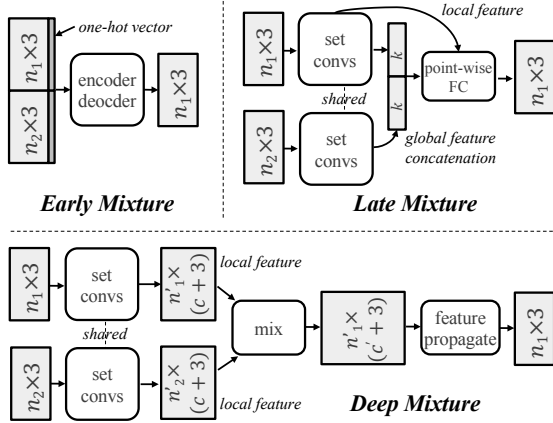 one-hot vector
n₁×3
n₂×3
encoder
deocder
n₁×3
Early Mixture
local feature
n₁×3
set
convs
k
point-wise
FC
n₁×3
shared
n₂×3
set
convs
k
global feature
concatenation
Late Mixture
n₁×3
set
convs
n′₁×
(c + 3)
local feature
shared
mix
n′₁×
(c′ + 3)
feature
propagate
n₁×3
n₂×3
set
convs
n′₂×
(c + 3)
local feature
Deep Mixture